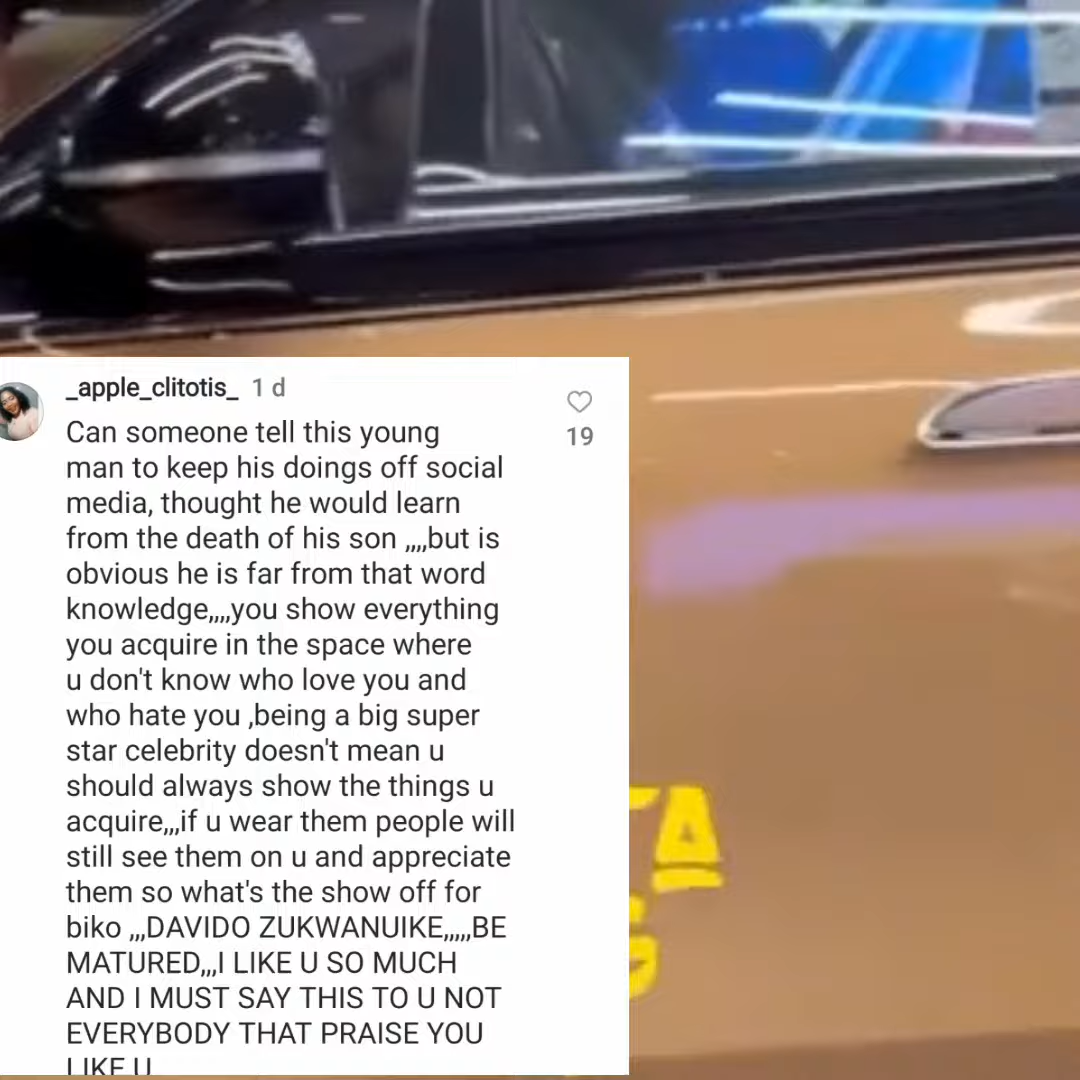 _apple_clitotis_ 1 d
19
Can someone tell this young
man to keep his doings off social
media, thought he would learn
from the death of his son ,,,,but is
obvious he is far from that word
knowledge,,,,you show everything
you acquire in the space where
u don't know who love you and
who hate you ,being a big super
star celebrity doesn't mean u
should always show the things u
acquire,,,if u wear them people will
still see them on u and appreciate
them so what's the show off for
biko ,,,DAVIDO ZUKWANUIKE,,,,,BE
MATURED,,,I LIKE U SO MUCH
AND I MUST SAY THIS TO U NOT
EVERYBODY THAT PRAISE YOU
LIKE U